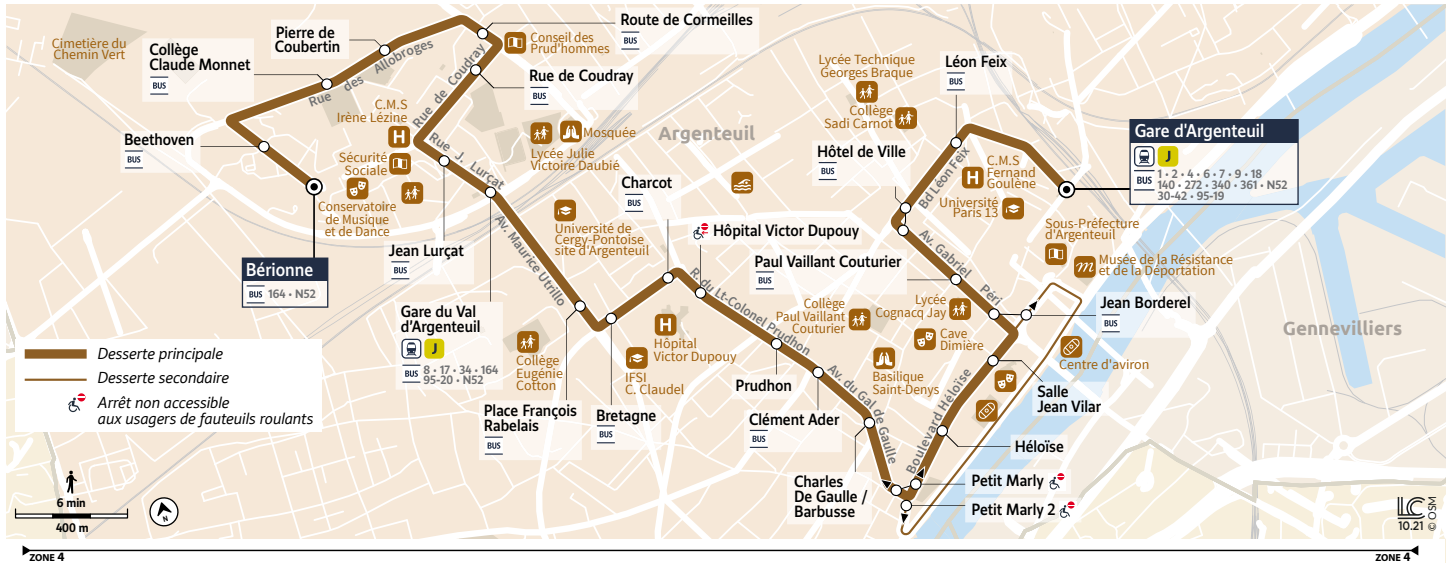 Cimetière du
Chemin Vert
Collège
Claude Monnet
BUS
Pierre de
Coubertin
BUS
Rue des Allobroges
Route de Cormeilles
BUS
Conseil des
Prud'hommes
Rue de Coudray
BUS
Rue de Coudray
Beethoven
BUS
C.M.S
Irène Lézine
H
Sécurité
Sociale
Conservatoire
de Musique
et de Dance
Rue J. Lurçat
Lycée Julie
Victoire Daubié
Mosquée
Argenteuil
Bérionne
BUS 164 • N52
Jean Lurçat
BUS
Av. Maurice Utrillo
Université de
Cergy-Pontoise
site d'Argenteuil
Charcot
BUS
Hôpital Victor Dupouy
BUS
Gare du Val
d'Argenteuil
J
BUS 8 • 17 • 34 • 164
95-20 • N52
Collège
Eugénie
Cotton
Place François
Rabelais
BUS
Bretagne
BUS
IFSI
C. Claudel
H
Hôpital
Victor Dupouy
R. du Lt-Colonel Prudhon
Prudhon
Clément Ader
BUS
Av. du Gal de Gaulle
Collège
Paul Vaillant
Couturier
Basilique
Saint-Denys
Charles
De Gaulle /
Barbusse
Lycée Technique
Georges Braque
Collège
Sadi Carnot
Léon Feix
BUS
Hôtel de Ville
BUS
Bd Léon Feix
H
C.M.S
Fernand
Goulène
Université
Paris 13
Gare d'Argenteuil
J
BUS 1 • 2 • 4 • 6 • 7 • 9 • 18
140 • 272 • 340 • 361 • N52
30-42 • 95-19
Sous-Préfecture
d'Argenteuil
m
Musée de la Résistance
et de la Déportation
Av. Gabriel Péri
Paul Vaillant Couturier
BUS
Lycée
Cognacq Jay
Cave
Dimière
Jean Borderel
BUS
Gennevilliers
Centre d'aviron
Salle
Jean Vilar
Boulevard Héloïse
Héloïse
Petit Marly
Petit Marly 2
Desserte principale
Desserte secondaire
Arrêt non accessible
aux usagers de fauteuils roulants
6 min
400 m
N
LC
10.21
© OSM
ZONE 4
ZONE 4